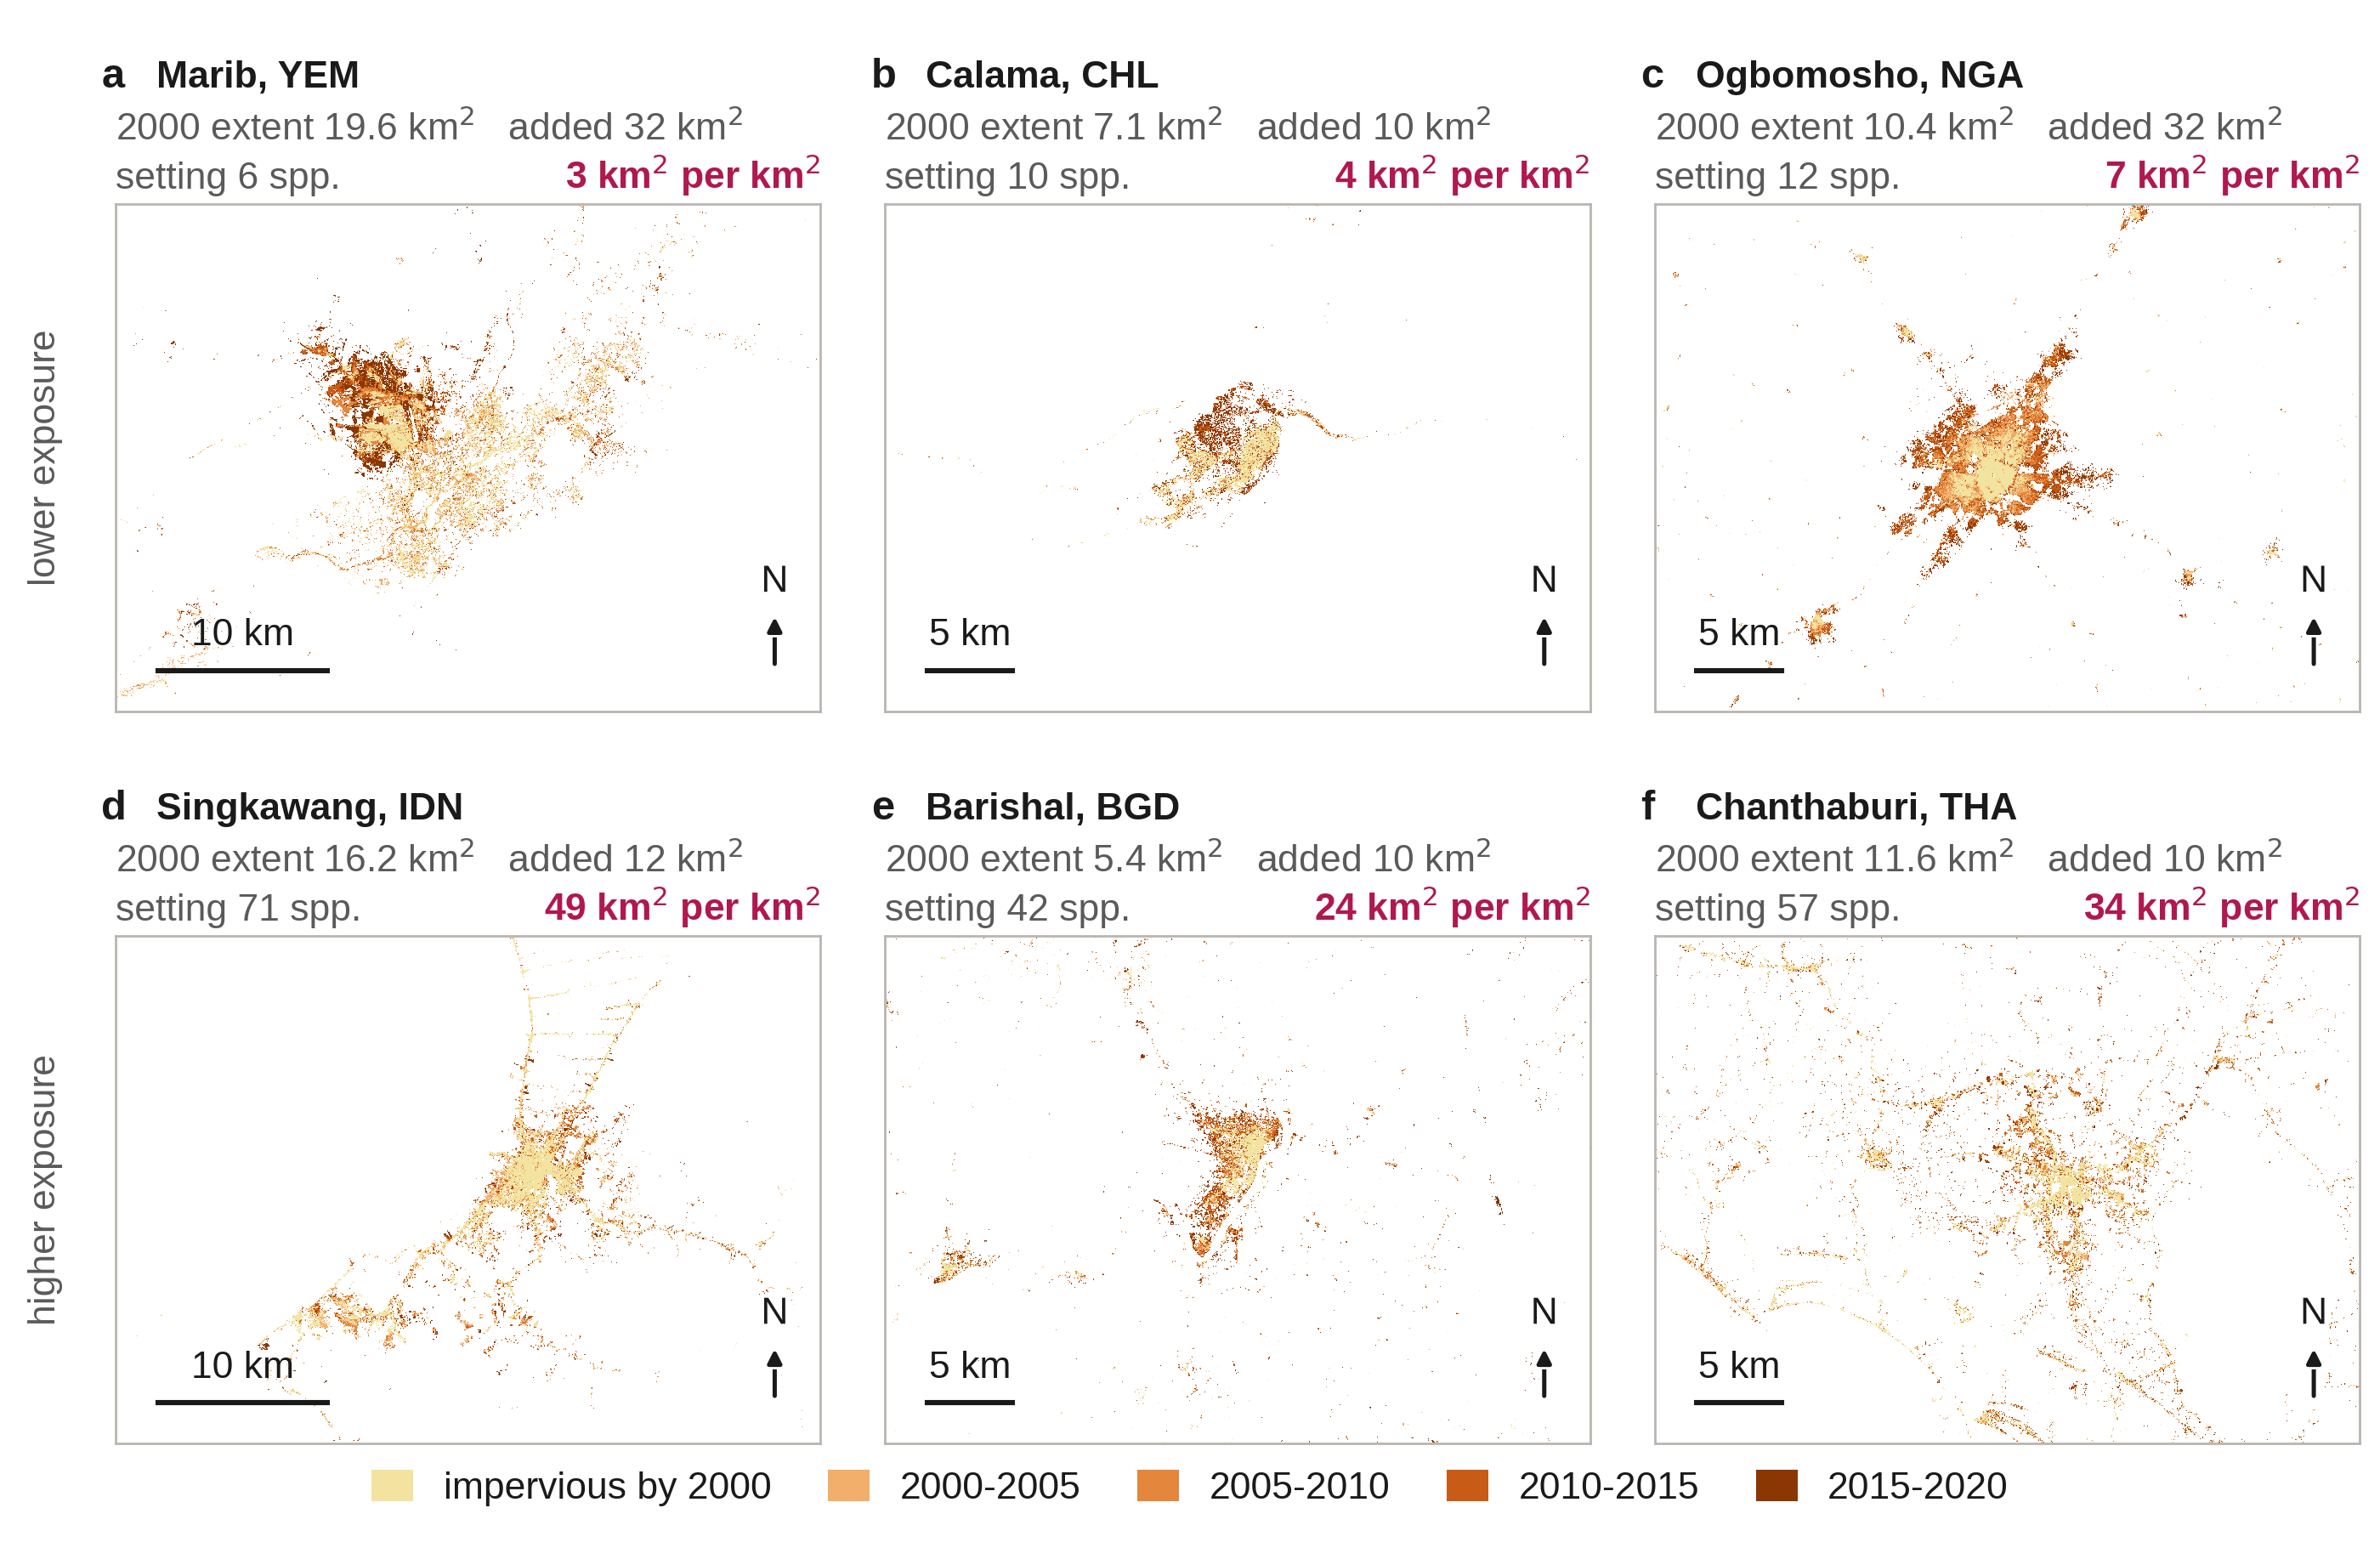 a Marib, YEM
2000 extent 19.6 km² added 32 km²
setting 6 spp. 3 km² per km²
10 km
N
b Calama, CHL
2000 extent 7.1 km² added 10 km²
setting 10 spp. 4 km² per km²
5 km
N
c Ogbomosho, NGA
2000 extent 10.4 km² added 32 km²
setting 12 spp. 7 km² per km²
5 km
N
lower exposure
d Singkawang, IDN
2000 extent 16.2 km² added 12 km²
setting 71 spp. 49 km² per km²
10 km
N
e Barishal, BGD
2000 extent 5.4 km² added 10 km²
setting 42 spp. 24 km² per km²
5 km
N
f Chanthaburi, THA
2000 extent 11.6 km² added 10 km²
setting 57 spp. 34 km² per km²
5 km
N
higher exposure
impervious by 2000 2000-2005 2005-2010 2010-2015 2015-2020